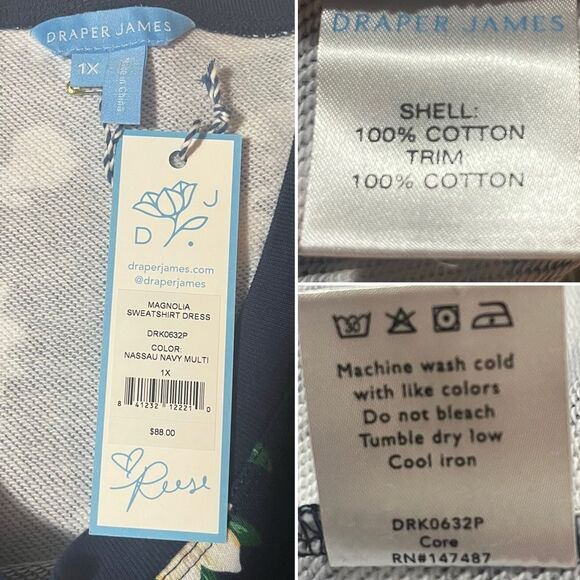 DRAPER JAMES
1X
Made in China
D J
draperjames.com
@draperjames
MAGNOLIA
SWEATSHIRT DRESS
DRK0632P
COLOR:
NASSAU NAVY MULTI
1X
8 41232 12221 0
$88.00
Reese
DRAPER JAMES
SHELL:
100% COTTON
TRIM
100% COTTON
30
Machine wash cold
with like colors
Do not bleach
Tumble dry low
Cool iron
DRK0632P
Core
RN#147487